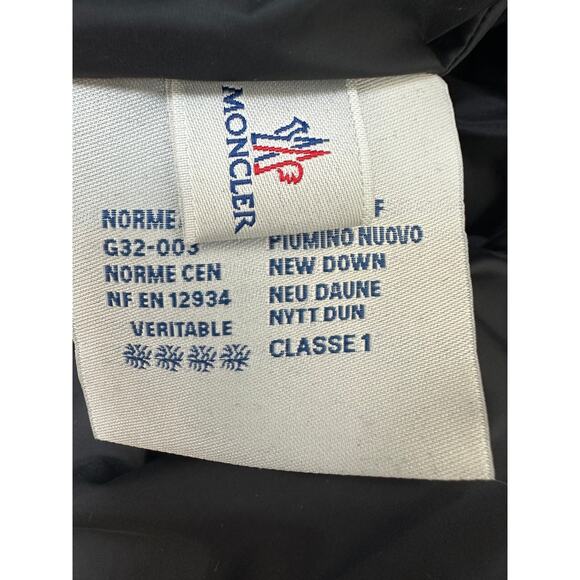 MONCLER
NORME
G32-003
NORME CEN
NF EN 12934
VERITABLE
F
PIUMINO NUOVO
NEW DOWN
NEU DAUNE
NYTT DUN
CLASSE 1